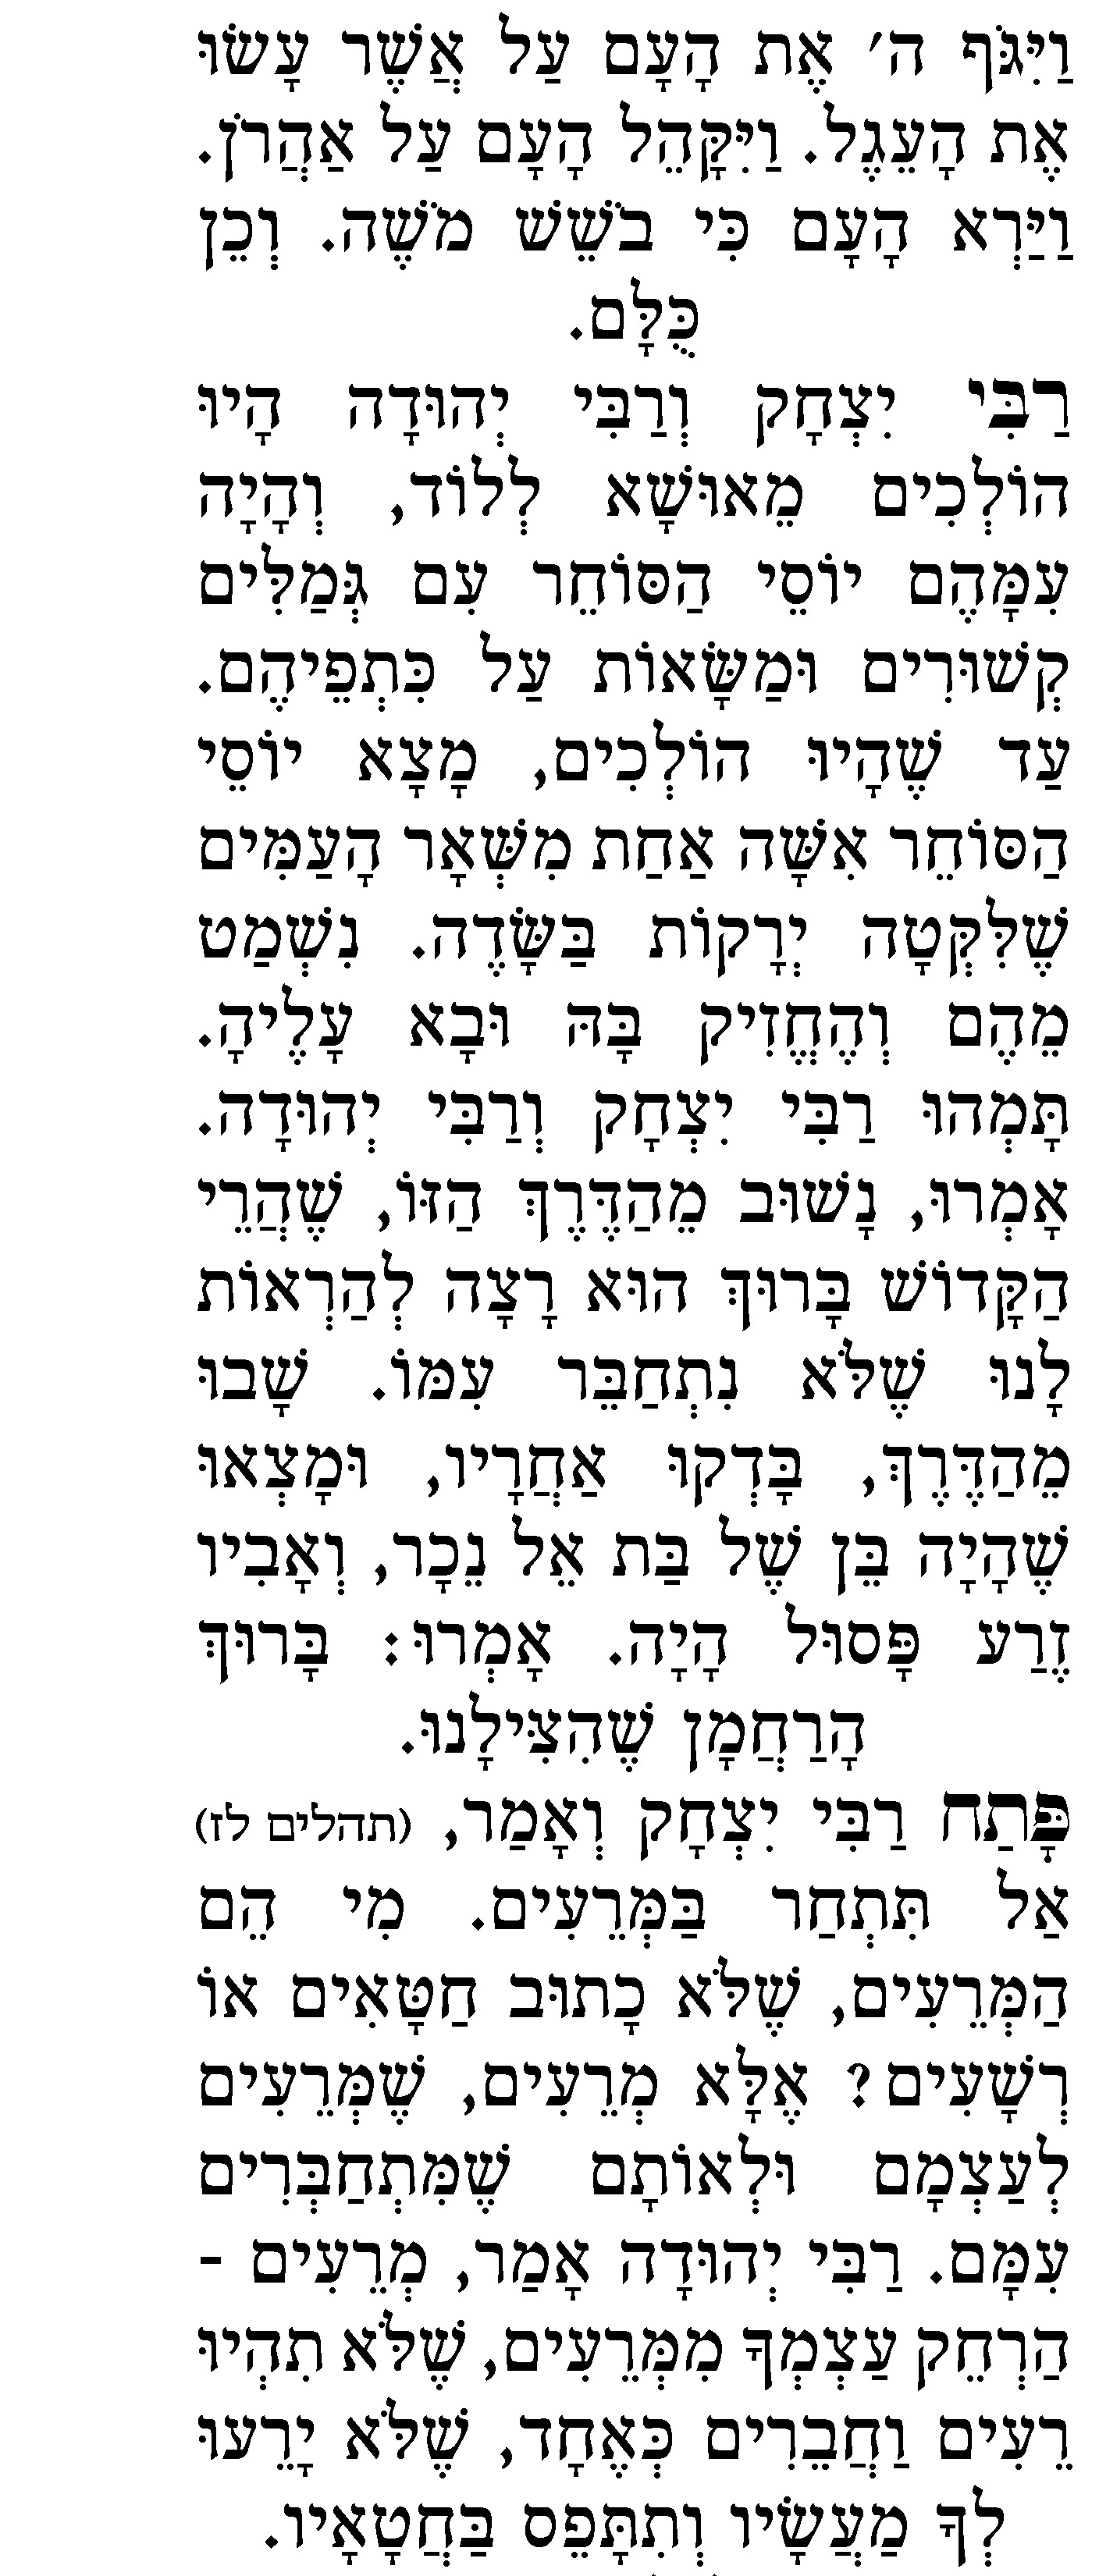 וַיִּגֹּף ה' אֶת הָעָם עַל אֲשֶׁר עָשׂוּ
אֶת הָעֵגֶל. וַיִּקָּהֵל הָעָם עַל אַהֲרֹן.
וַיַּרְא הָעָם כִּי בֹשֵׁשׁ מֹשֶׁה. וְכֵן
כֻּלָּם.
רַבִּי יִצְחָק וְרַבִּי יְהוּדָה הָיוּ
הוֹלְכִים מֵאוּשָׁא לְלוֹד, וְהָיָה
עִמָּהֶם יוֹסֵי הַסּוֹחֵר עִם גְּמַלִּים
קְשׁוּרִים וּמַשָּׂאוֹת עַל כִּתְפֵיהֶם.
עַד שֶׁהָיוּ הוֹלְכִים, מָצָא יוֹסֵי
הַסּוֹחֵר אִשָּׁה אַחַת מִשְּׁאָר הָעַמִּים
שֶׁלִּקְּטָה יְרָקוֹת בַּשָּׂדֶה. נִשְׁמַט
מֵהֶם וְהֶחֱזִיק בָּהּ וּבָא עָלֶיהָ.
תָּמְהוּ רַבִּי יִצְחָק וְרַבִּי יְהוּדָה.
אָמְרוּ, נָשׁוּב מֵהַדֶּרֶךְ הַזּוֹ, שֶׁהֲרֵי
הַקָּדוֹשׁ בָּרוּךְ הוּא רָצָה לְהַרְאוֹת
לָנוּ שֶׁלֹּא נִתְחַבֵּר עִמּוֹ. שָׁבוּ
מֵהַדֶּרֶךְ, בָּדְקוּ אַחֲרָיו, וּמָצְאוּ
שֶׁהָיָה בֵּן שֶׁל בַּת אֵל נֵכָר, וְאָבִיו
זֶרַע פָּסוּל הָיָה. אָמְרוּ: בָּרוּךְ
הָרַחֲמָן שֶׁהִצִּילָנוּ.
פָּתַח רַבִּי יִצְחָק וְאָמַר, (תהלים לז)
אַל תִּתְחַר בַּמְּרֵעִים. מִי הֵם
הַמְּרֵעִים, שֶׁלֹּא כָתוּב חַטָּאִים אוֹ
רְשָׁעִים? אֶלָּא מְרֵעִים, שֶׁמְּרֵעִים
לְעַצְמָם וּלְאוֹתָם שֶׁמִּתְחַבְּרִים
עִמָּם. רַבִּי יְהוּדָה אָמַר, מְרֵעִים -
הַרְחֵק עַצְמְךָ מִמְּרֵעִים, שֶׁלֹּא תִהְיוּ
רֵעִים וַחֲבֵרִים כְּאֶחָד, שֶׁלֹּא יָרֵעוּ
לְךָ מַעֲשָׂיו וְתִתָּפֵס בַּחֲטָאָיו.